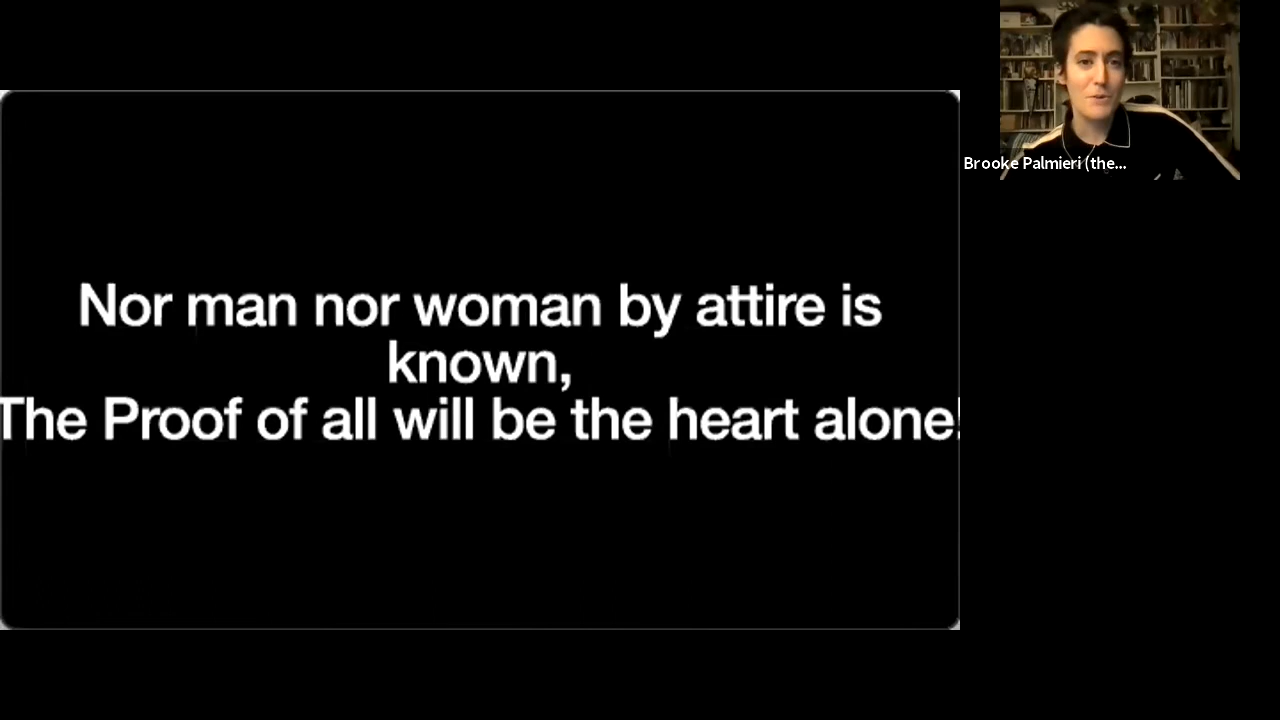 Nor man nor woman by attire is
known,
The Proof of all will be the heart alone!
Brooke Palmieri (the...